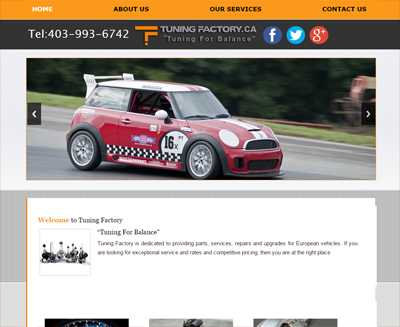 HOME ABOUT US OUR SERVICES CONTACT US
Tel:403-993-6742
TUNING FACTORY.CA
"Tuning For Balance"
16x PT
Welcome to Tuning Factory
"Tuning For Balance"
Tuning Factory is dedicated to providing parts, services, repairs and upgrades for European vehicles. If you
are looking for exceptional service and rates and competitive pricing, then you are at the right place.